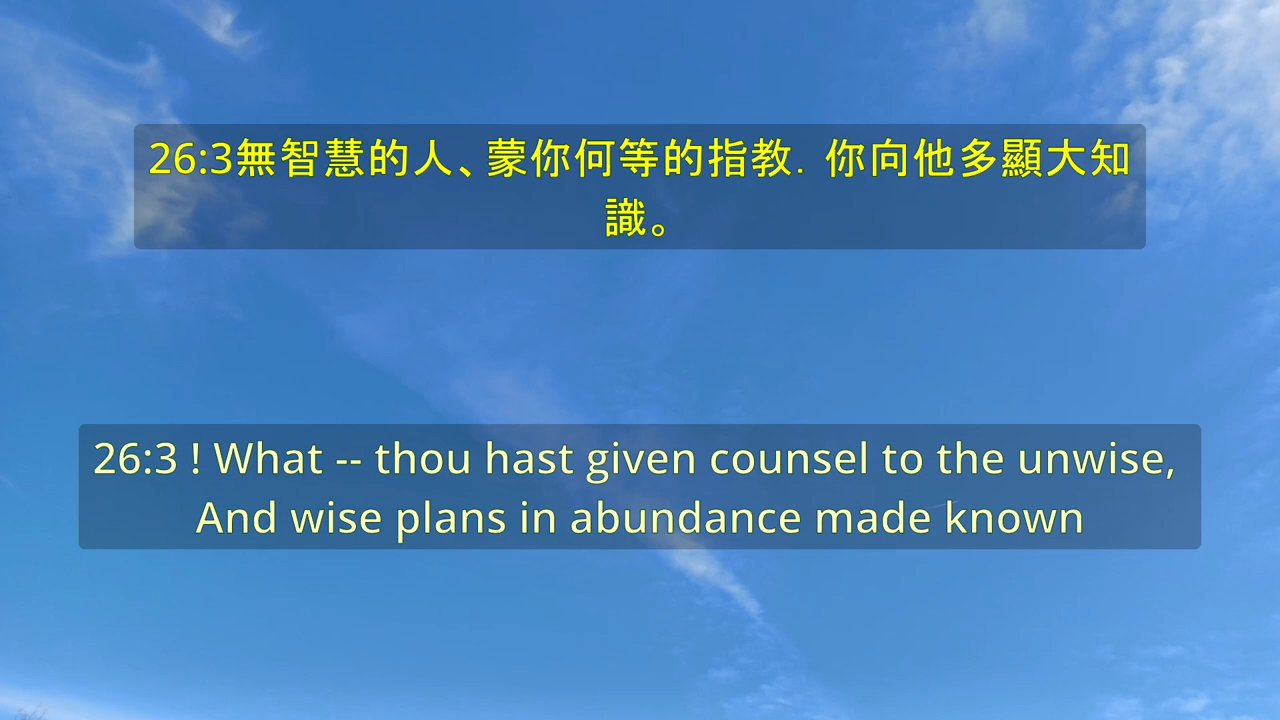 26:3無智慧的人、蒙你何等的指教．你向他多顯大知
識。
26:3 ! What -- thou hast given counsel to the unwise,
And wise plans in abundance made known